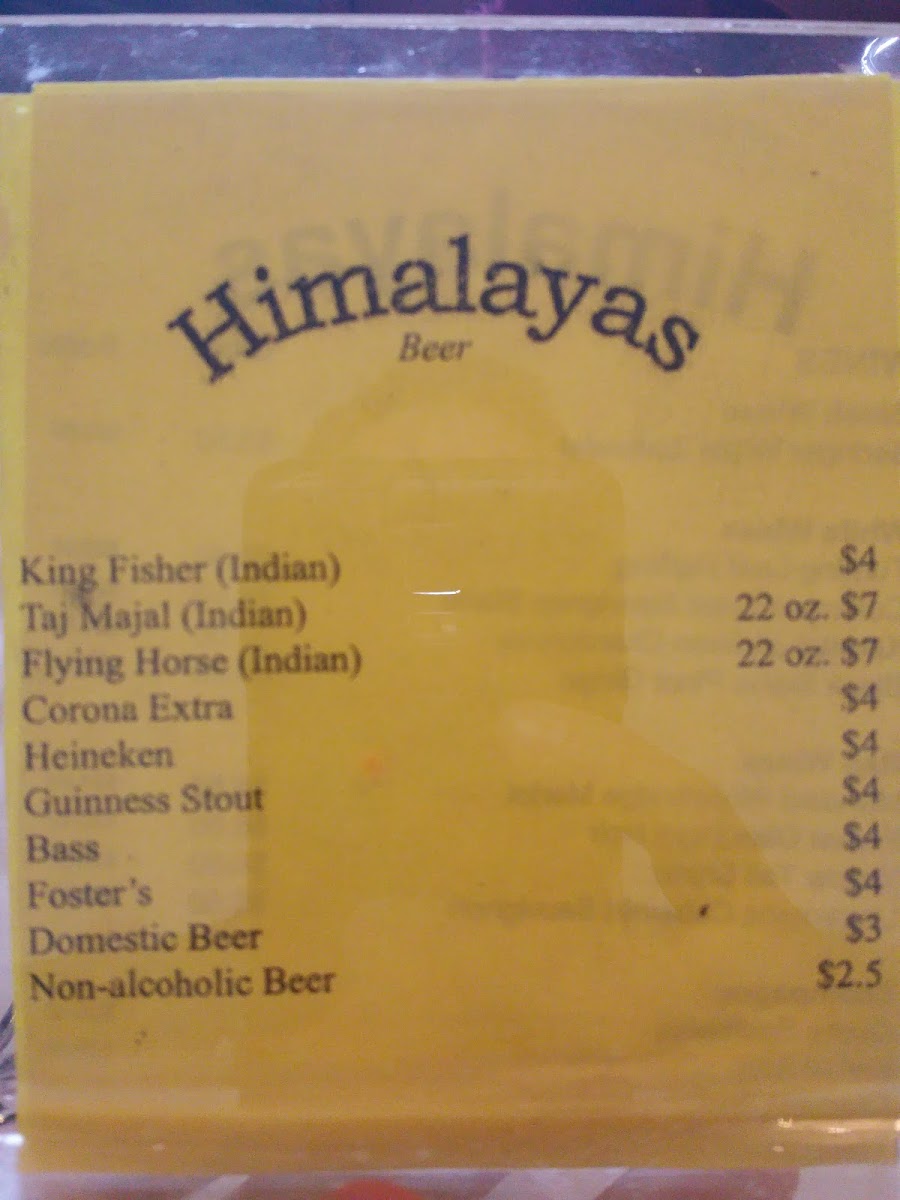 Himalayas
Beer
King Fisher (Indian) $4
Taj Majal (Indian) 22 oz. $7
Flying Horse (Indian) 22 oz. $7
Corona Extra $4
Heineken $4
Guinness Stout $4
Bass $4
Foster's $4
Domestic Beer $3
Non-alcoholic Beer $2.5